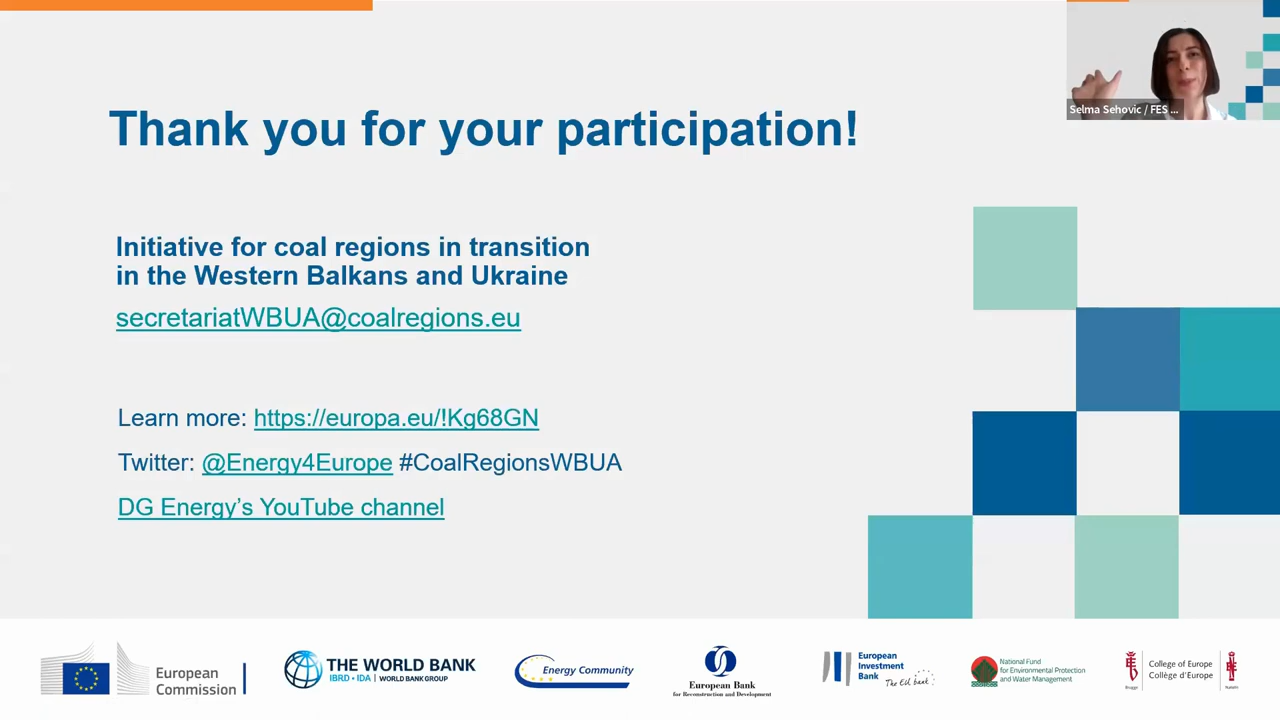 Selma Sehovic / FES ...
Thank you for your participation!
Initiative for coal regions in transition
in the Western Balkans and Ukraine
secretariatWBUA@coalregions.eu
Learn more: https://europa.eu/!Kg68GN
Twitter: @Energy4Europe #CoalRegionsWBUA
DG Energy’s YouTube channel
European
Commission
THE WORLD BANK
IBRD • IDA | WORLD BANK GROUP
Energy Community
European Bank
for Reconstruction and Development
European
Investment
Bank
The EU bank
National Fund
for Environmental Protection
and Water Management
College of Europe
Collège d'Europe
Brugge
Natolin